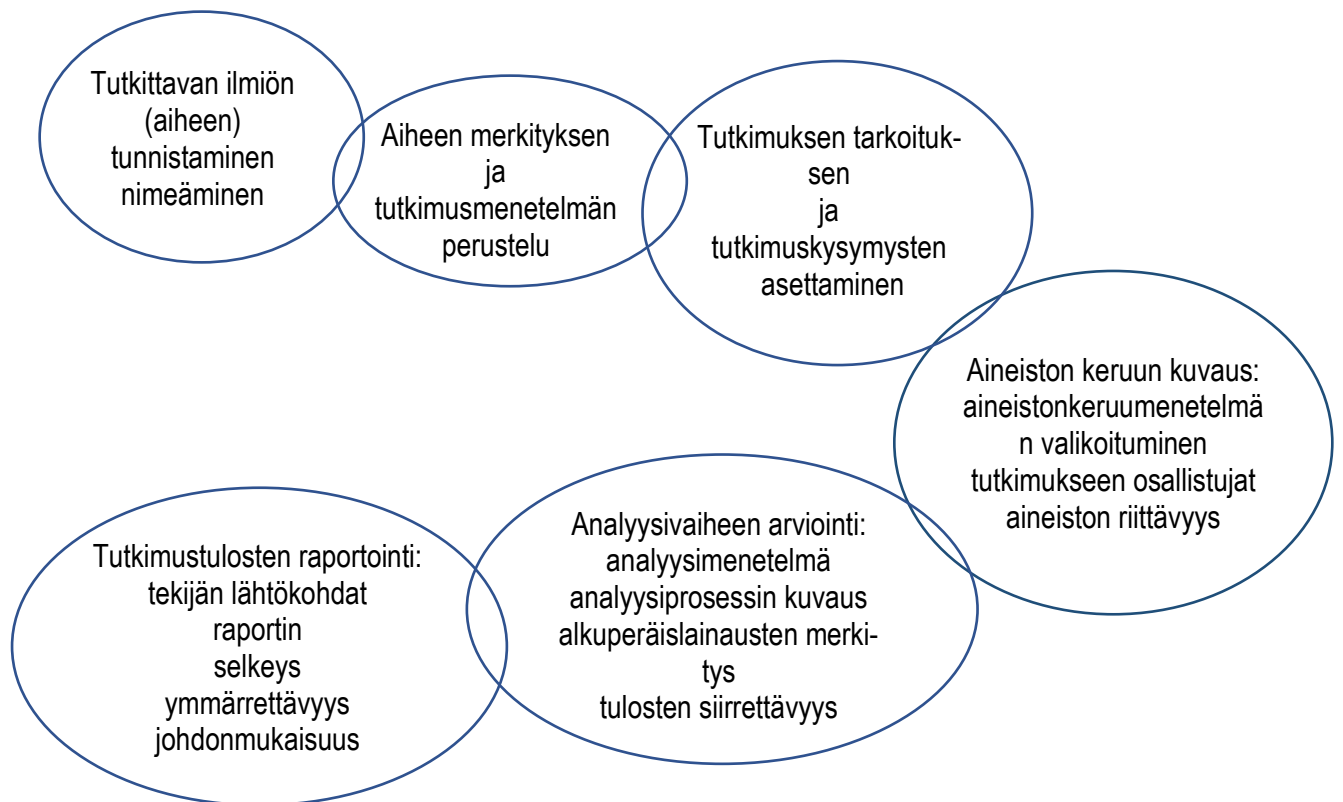 Tutkittavan ilmiön
(aiheen)
tunnistaminen
nimeäminen
Aiheen merkityksen
ja
tutkimusmenetelmän
perustelu
Tutkimuksen tarkoituk-
sen
ja
tutkimuskysymysten
asettaminen
Aineiston keruun kuvaus:
aineistonkeruumenetelmä
n valikoituminen
tutkimukseen osallistujat
aineiston riittävyys
Analyysivaiheen arviointi:
analyysimenetelmä
analyysiprosessin kuvaus
alkuperäislainausten merki-
tys
tulosten siirrettävyys
Tutkimustulosten raportointi:
tekijän lähtökohdat
raportin
selkeys
ymmärrettävyys
johdonmukaisuus